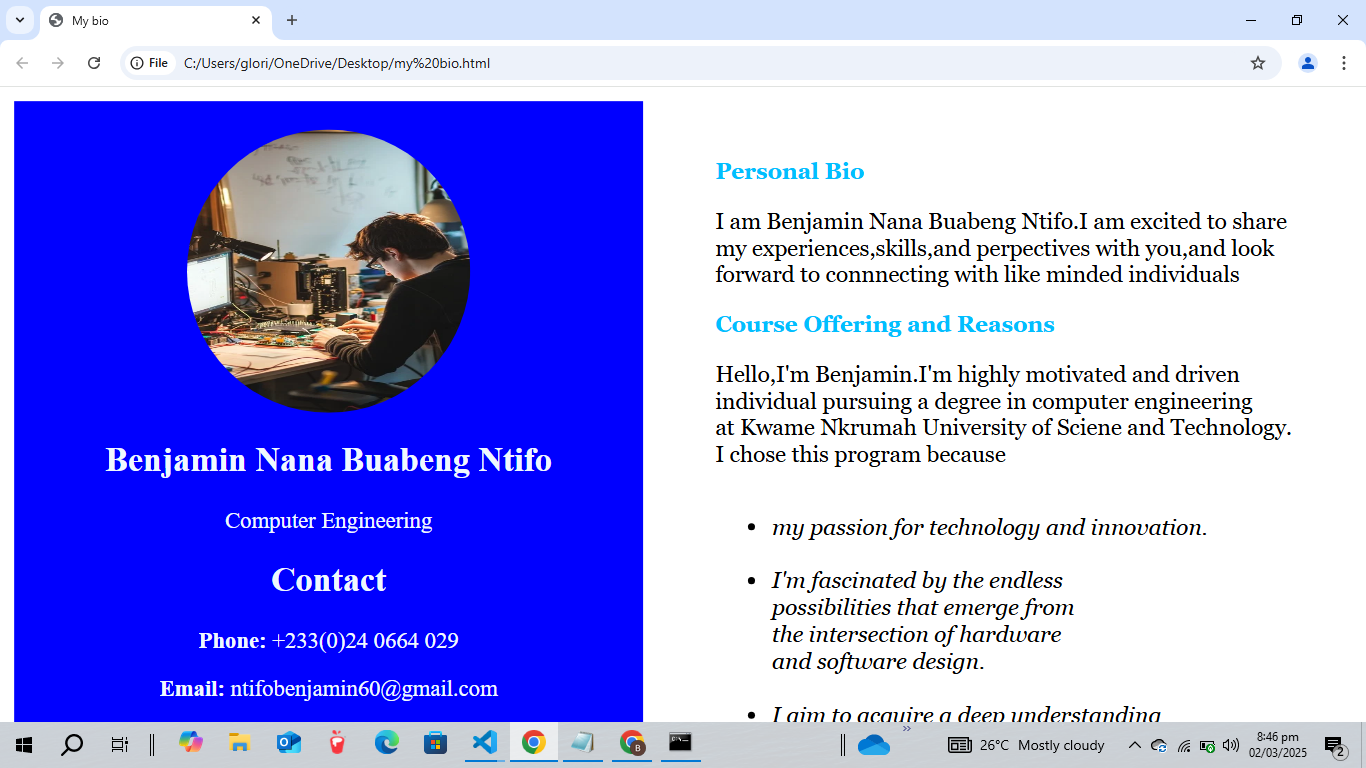 My bio
File
C:/Users/glori/OneDrive/Desktop/my%20bio.html
Benjamin Nana Buabeng Ntifo
Computer Engineering
Contact
Phone: +233(0)24 0664 029
Email: ntifobenjamin60@gmail.com
Personal Bio
I am Benjamin Nana Buabeng Ntifo.I am excited to share
my experiences,skills,and perpectives with you,and look
forward to connnecting with like minded individuals
Course Offering and Reasons
Hello,I'm Benjamin.I'm highly motivated and driven
individual pursuing a degree in computer engineering
at Kwame Nkrumah University of Sciene and Technology.
I chose this program because
• my passion for technology and innovation.
• I'm fascinated by the endless
possibilities that emerge from
the intersection of hardware
and software design.
• I aim to acquire a deep understanding
26°C Mostly cloudy
8:46 pm
02/03/2025
2
B